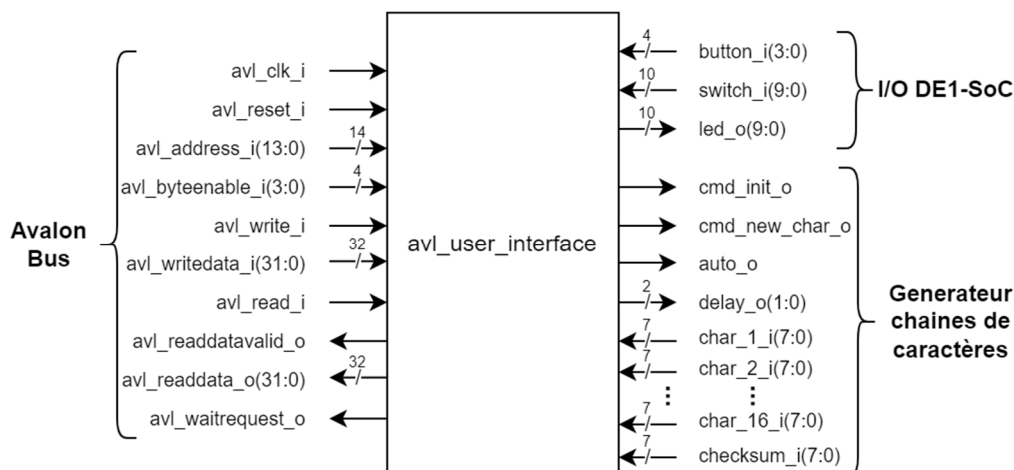 Avalon
Bus
avl_clk_i
avl_reset_i
avl_address_i(13:0)
14
avl_byteenable_i(3:0)
4
avl_write_i
avl_writedata_i(31:0)
32
avl_read_i
avl_readdatavalid_o
avl_readdata_o(31:0)
32
avl_waitrequest_o
avl_user_interface
4
button_i(3:0)
10
switch_i(9:0)
10
led_o(9:0)
I/O DE1-SoC
cmd_init_o
cmd_new_char_o
auto_o
2
delay_o(1:0)
7
char_1_i(7:0)
7
char_2_i(7:0)
7
char_16_i(7:0)
7
checksum_i(7:0)
Generateur
chaines de
caractères